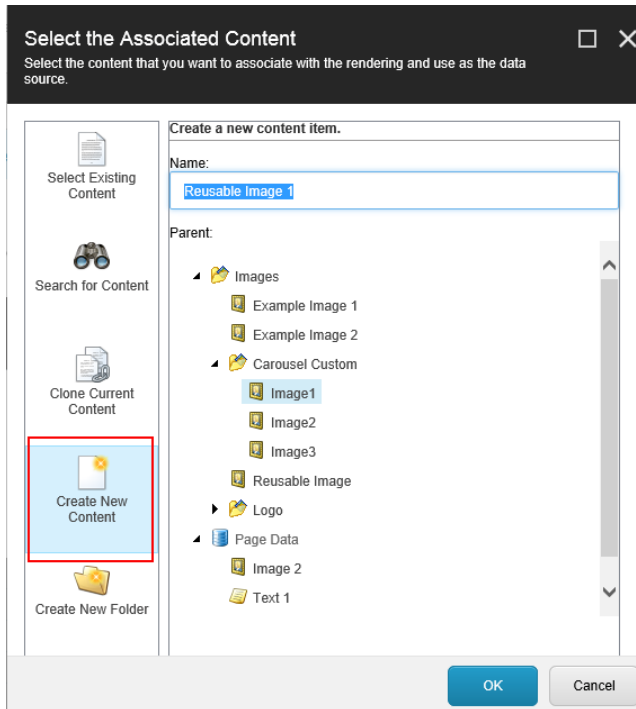 Select the Associated Content
Select the content that you want to associate with the rendering and use as the data
source.
Select Existing
Content
Search for Content
Clone Current
Content
Create New
Content
Create New Folder
Create a new content item.
Name:
Reusable Image 1
Parent:
Images
Example Image 1
Example Image 2
Carousel Custom
Image1
Image2
Image3
Reusable Image
Logo
Page Data
Image 2
Text 1
OK
Cancel